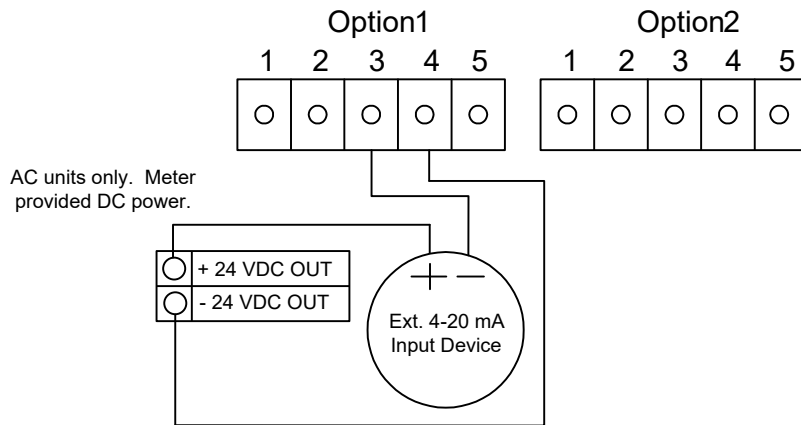 Option1 Option2
1 2 3 4 5 1 2 3 4 5
AC units only. Meter
provided DC power.
+ 24 VDC OUT
- 24 VDC OUT
+ −
Ext. 4-20 mA
Input Device